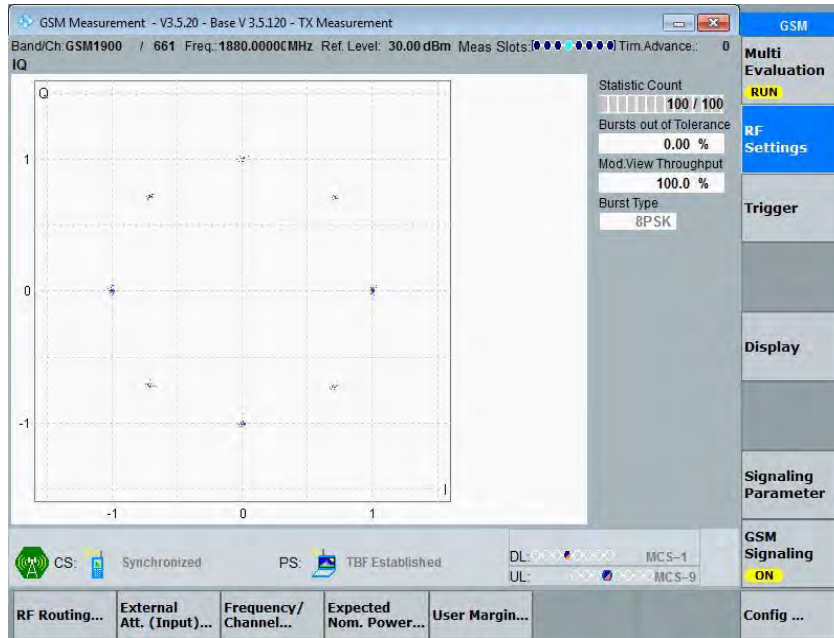 GSM Measurement - V3.5.20 - Base V 3.5.120 - TX Measurement
Band/Ch:GSM1900 / 661 Freq.:1880.0000 MHz Ref. Level: 30.00 dBm Meas Slots: Tim.Advance.: 0
IQ
Q
1
0
-1
-1 0 1
I
Statistic Count
100 / 100
Bursts out of Tolerance
0.00 %
Mod.View Throughput
100.0 %
Burst Type
8PSK
CS: Synchronized PS: TBF Established
DL: MCS-1
UL: MCS-9
RF Routing...
External
Att. (Input)...
Frequency/
Channel...
Expected
Nom. Power...
User Margin...
GSM
Multi
Evaluation
RUN
RF
Settings
Trigger
Display
Signaling
Parameter
GSM
Signaling
ON
Config ...